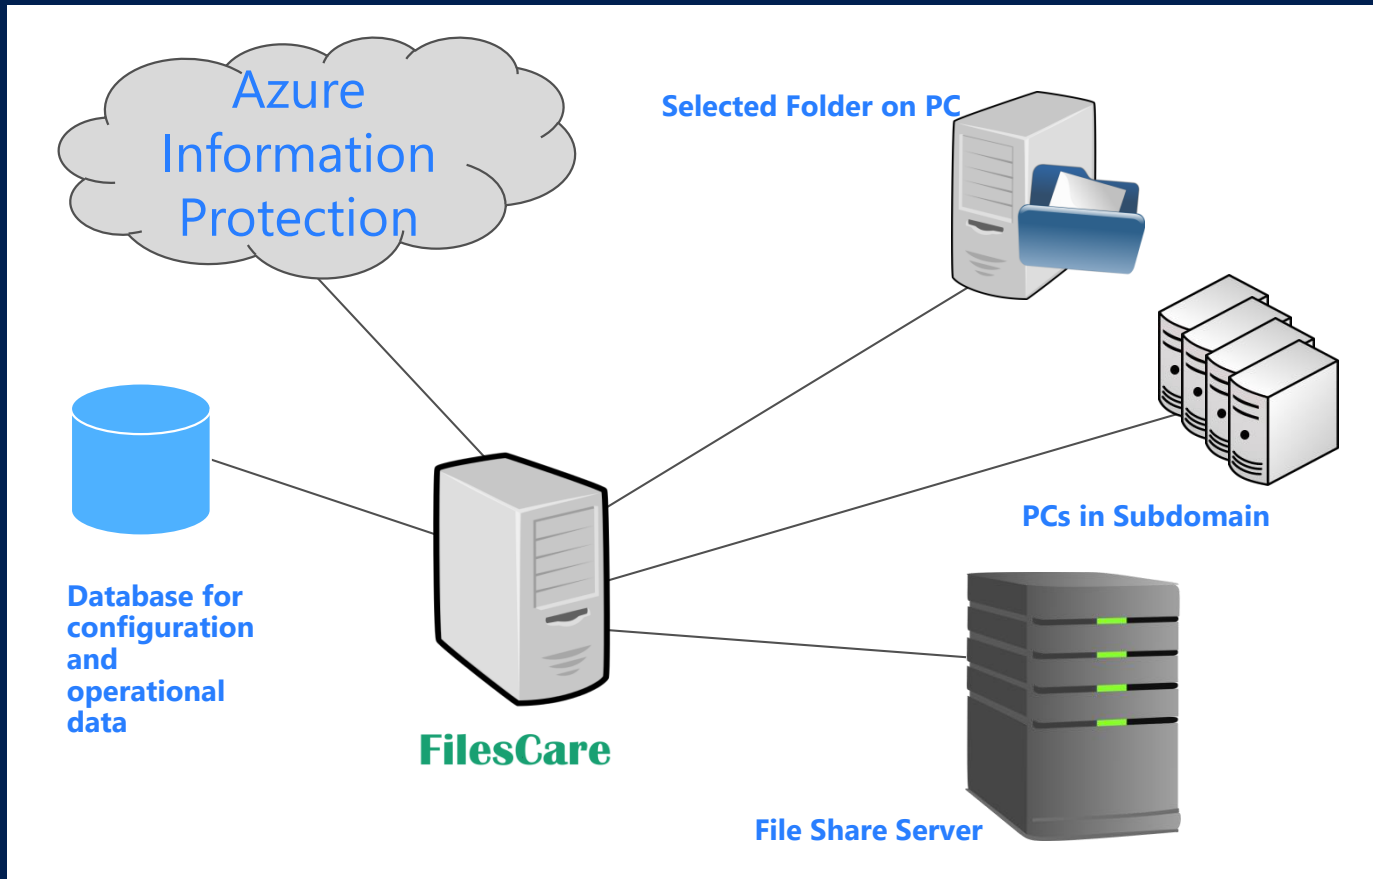 Azure
Information
Protection
Selected Folder on PC
PCs in Subdomain
Database for
configuration
and
operational
data
FilesCare
File Share Server